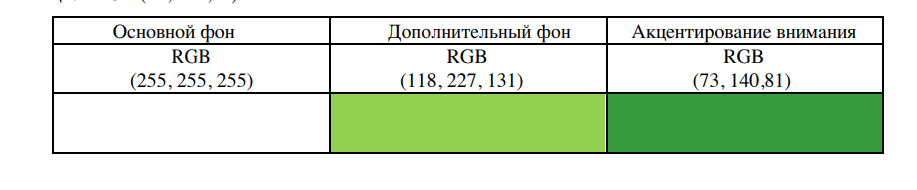 Основной фон
Дополнительный фон
Акцентирование внимания
RGB
(255, 255, 255)
RGB
(118, 227, 131)
RGB
(73, 140,81)